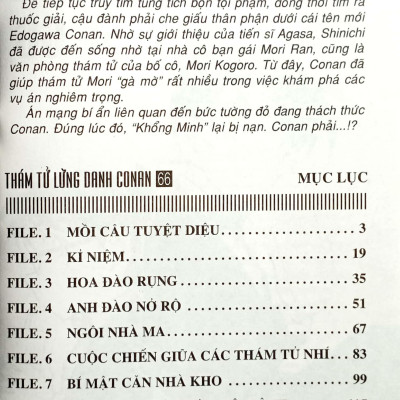 Để tiếp tục truy tìm tung tích bọn tội phạm, đồng thời tìm ra
thuốc giải, cậu đành phải che giấu thân phận dưới cái tên mới
Edogawa Conan. Nhờ sự giới thiệu của tiến sĩ Agasa, Shinichi
đã được đến sống nhờ tại nhà cô bạn gái Mori Ran, cũng là
văn phòng thám tử của bố cô, Mori Kogoro. Từ đây, Conan đã
giúp thám tử Mori “gà mờ” rất nhiều trong việc khám phá các
vụ án nghiêm trọng.
Án mạng bí ẩn liên quan đến bức tường đỏ đang thách thức
Conan. Đúng lúc đó, “Khổng Minh” lại bị nạn. Conan phải...!?
THÁM TỬ LỪNG DANH CONAN 66 MỤC LỤC
FILE. 1 MỒI CÂU TUYỆT DIỆU 3
FILE. 2 KỈ NIỆM 19
FILE. 3 HOA ĐÀO RỤNG 35
FILE. 4 ANH ĐÀO NỞ RỘ 51
FILE. 5 NGÔI NHÀ MA 67
FILE. 6 CUỘC CHIẾN GIỮA CÁC THÁM TỬ NHÍ 83
FILE. 7 BÍ MẬT CĂN NHÀ KHO 99